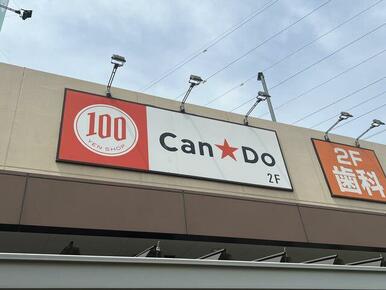 100
YEN SHOP
Can★Do
2F
2F
歯科